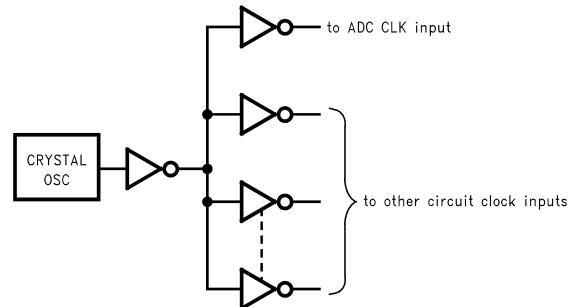 to ADC CLK input
CRYSTAL
OSC
to other circuit clock inputs